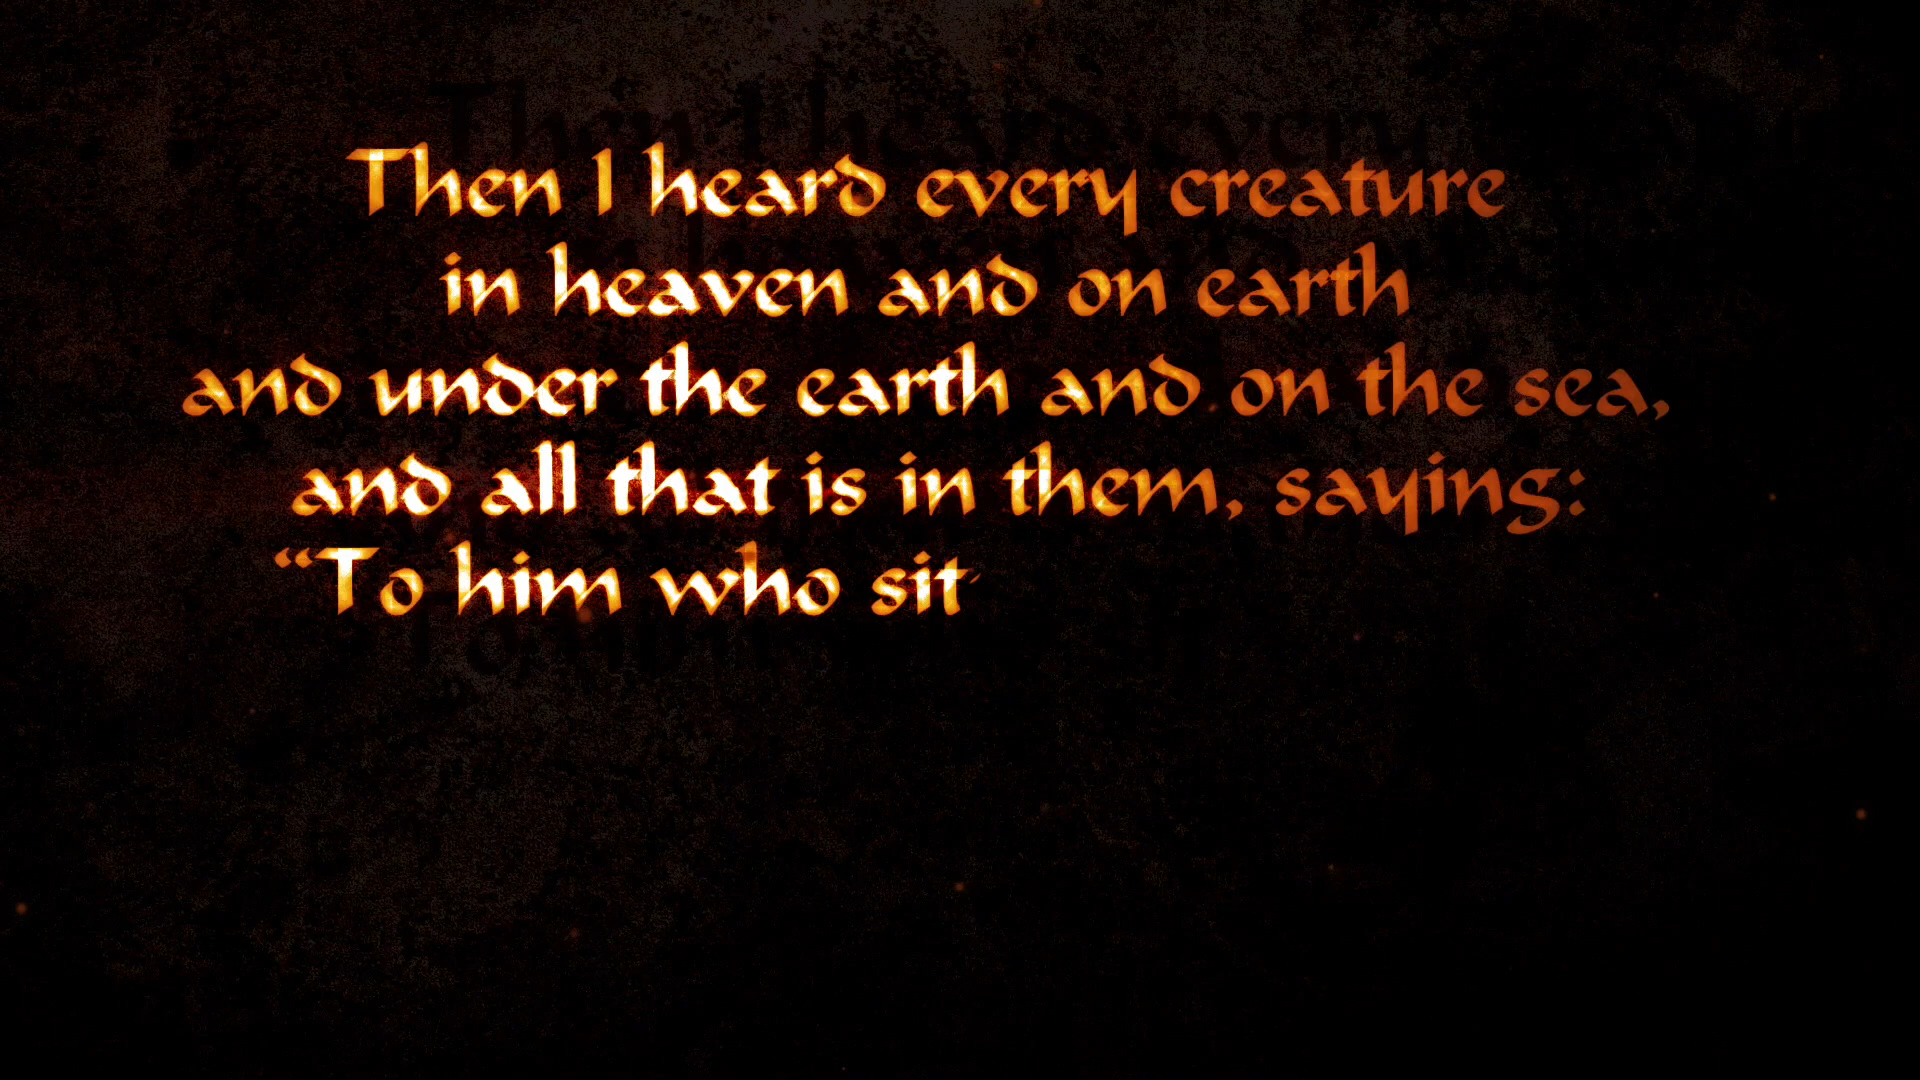 Then I heard every creature
in heaven and on earth
and under the earth and on the sea,
and all that is in them, saying:
“To him who sit